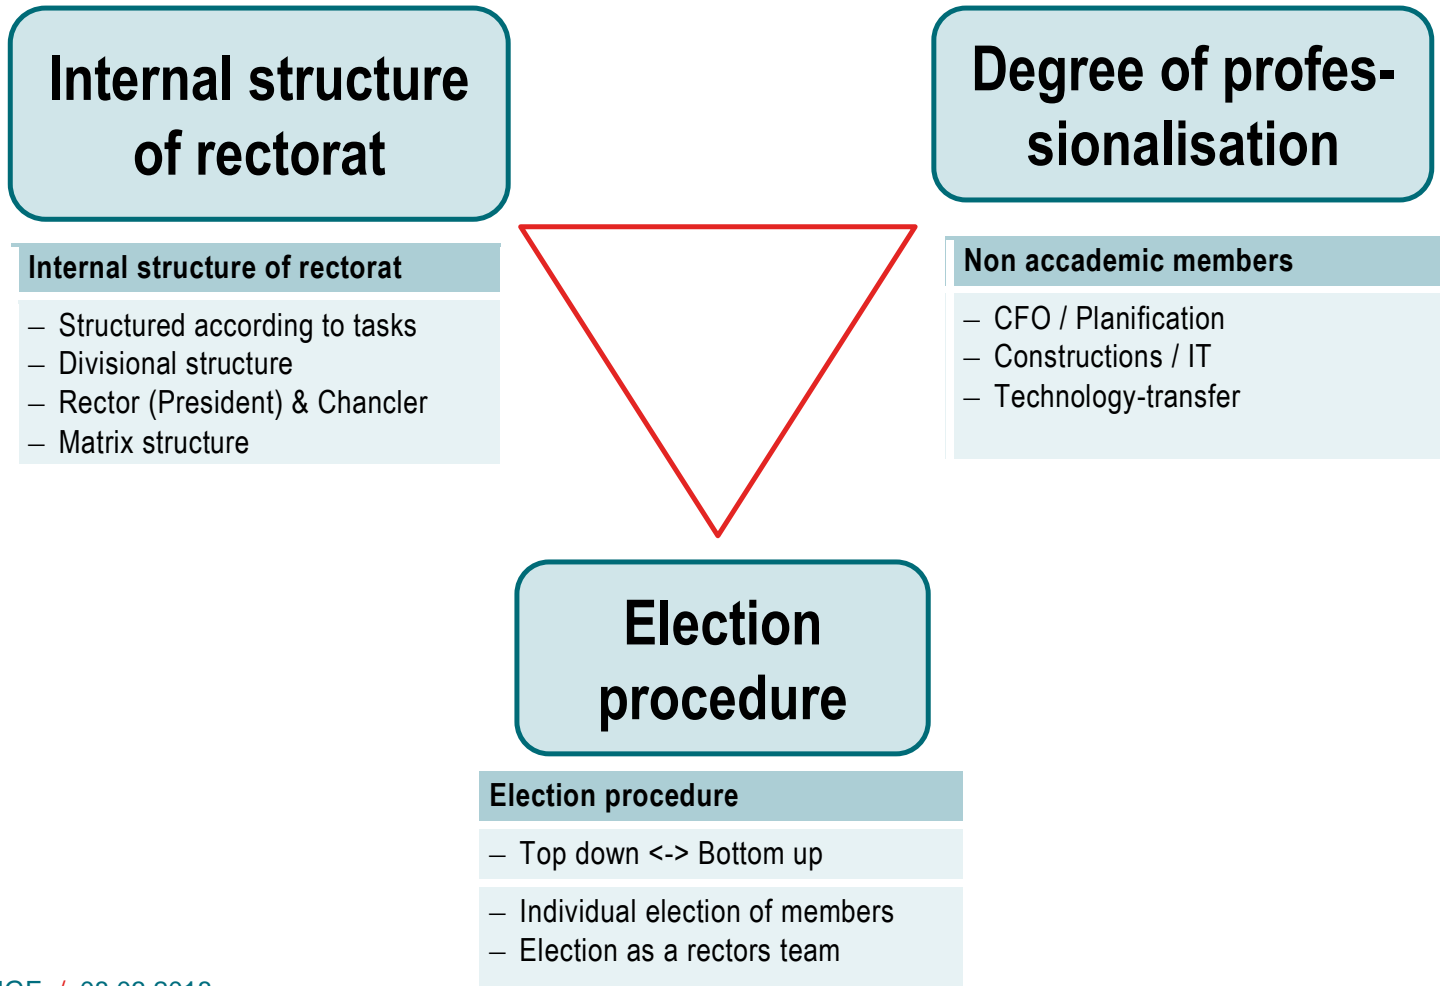 Internal structure
of rectorat
Degree of profes-
sionalisation
Internal structure of rectorat
– Structured according to tasks
– Divisional structure
– Rector (President) & Chancler
– Matrix structure
Non accademic members
– CFO / Planification
– Constructions / IT
– Technology-transfer
Election
procedure
Election procedure
– Top down <-> Bottom up
– Individual election of members
– Election as a rectors team